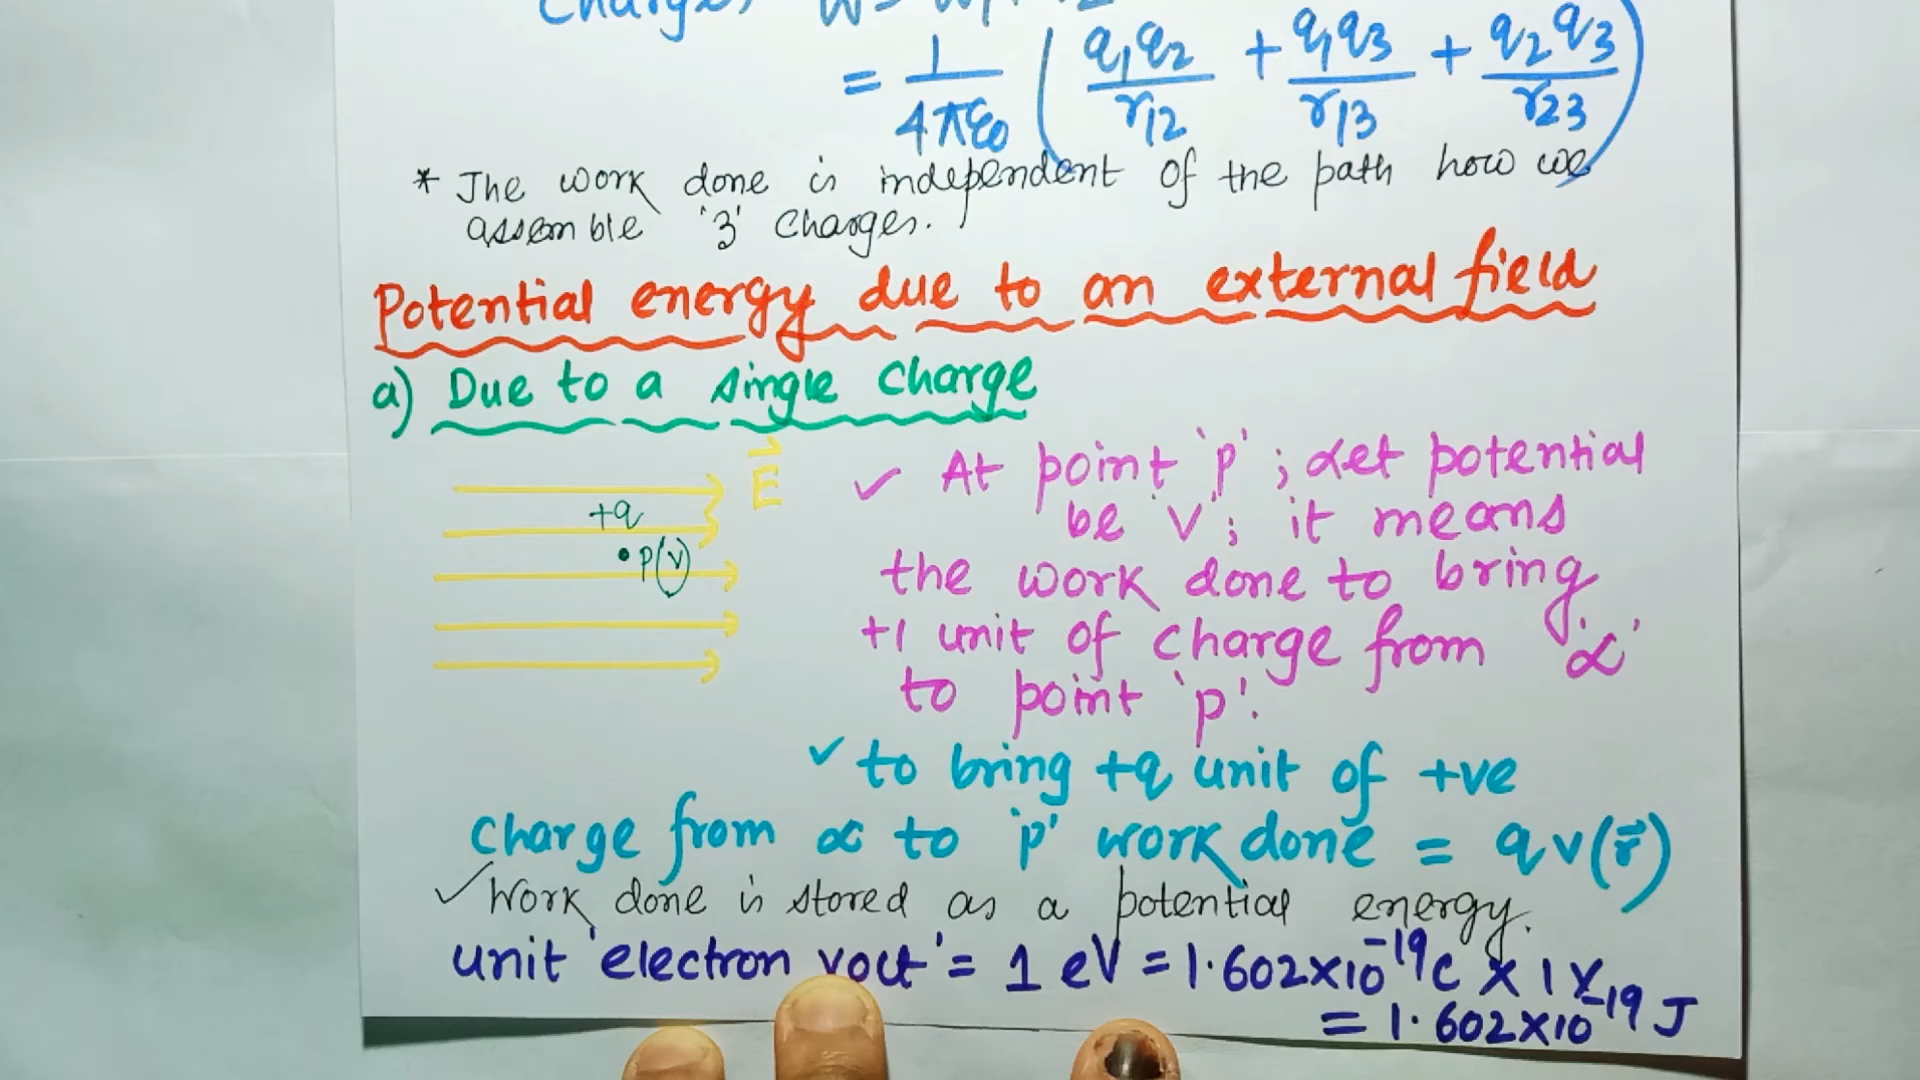 Charges W =
= 1/4πε0 ( q1q2/r12 + q1q3/r13 + q2q3/r23 )
* The work done is independent of the path how we
assemble '3' charges.
Potential energy due to an external field
a) Due to a single charge
E⃗
✓ At point 'p'; Let potential
+q
be 'V'; it means
• p(V)
the work done to bring
+1 unit of charge from '∝'
to point 'p'.
✓ to bring +q unit of +ve
charge from ∝ to 'p' work done = qv(r⃗)
✓ Work done is stored as a potential energy.
unit 'electron volt' = 1 eV = 1.602×10⁻¹⁹C × 1V
= 1.602×10⁻¹⁹ J